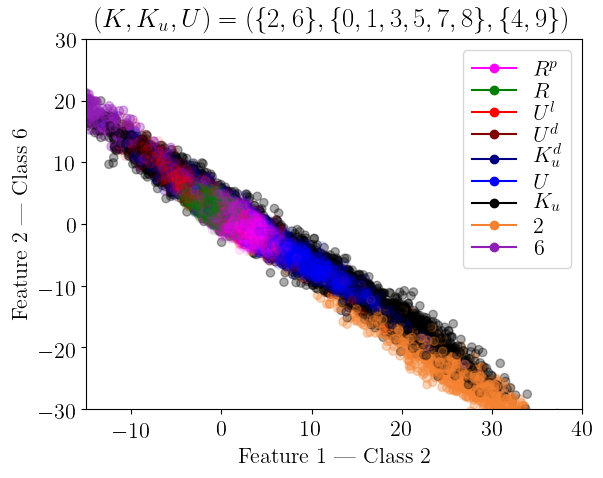 (K, K_u, U) = ({2, 6}, {0, 1, 3, 5, 7, 8}, {4, 9})
30
20
10
0
−10
−20
−30
Feature 2 — Class 6
R^p
R
U^l
U^d
K_u^d
U
K_u
2
6
−10
0
10
20
30
40
Feature 1 — Class 2